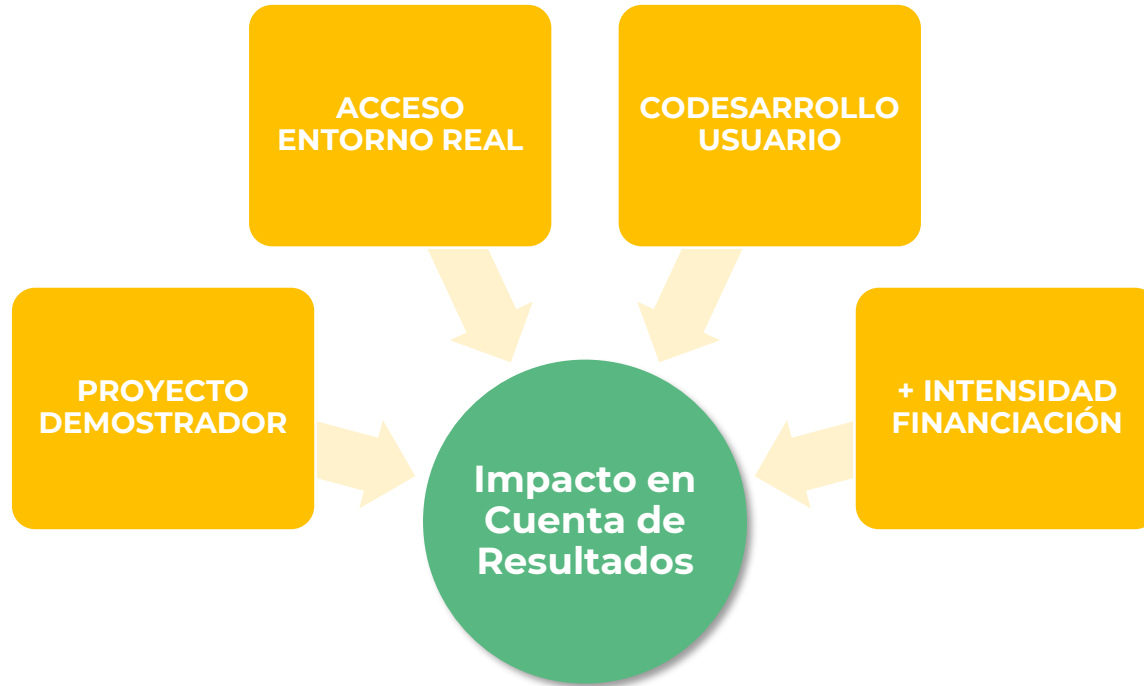 ACCESO
ENTORNO REAL
CODESARROLLO
USUARIO
PROYECTO
DEMOSTRADOR
+ INTENSIDAD
FINANCIACIÓN
Impacto en
Cuenta de
Resultados